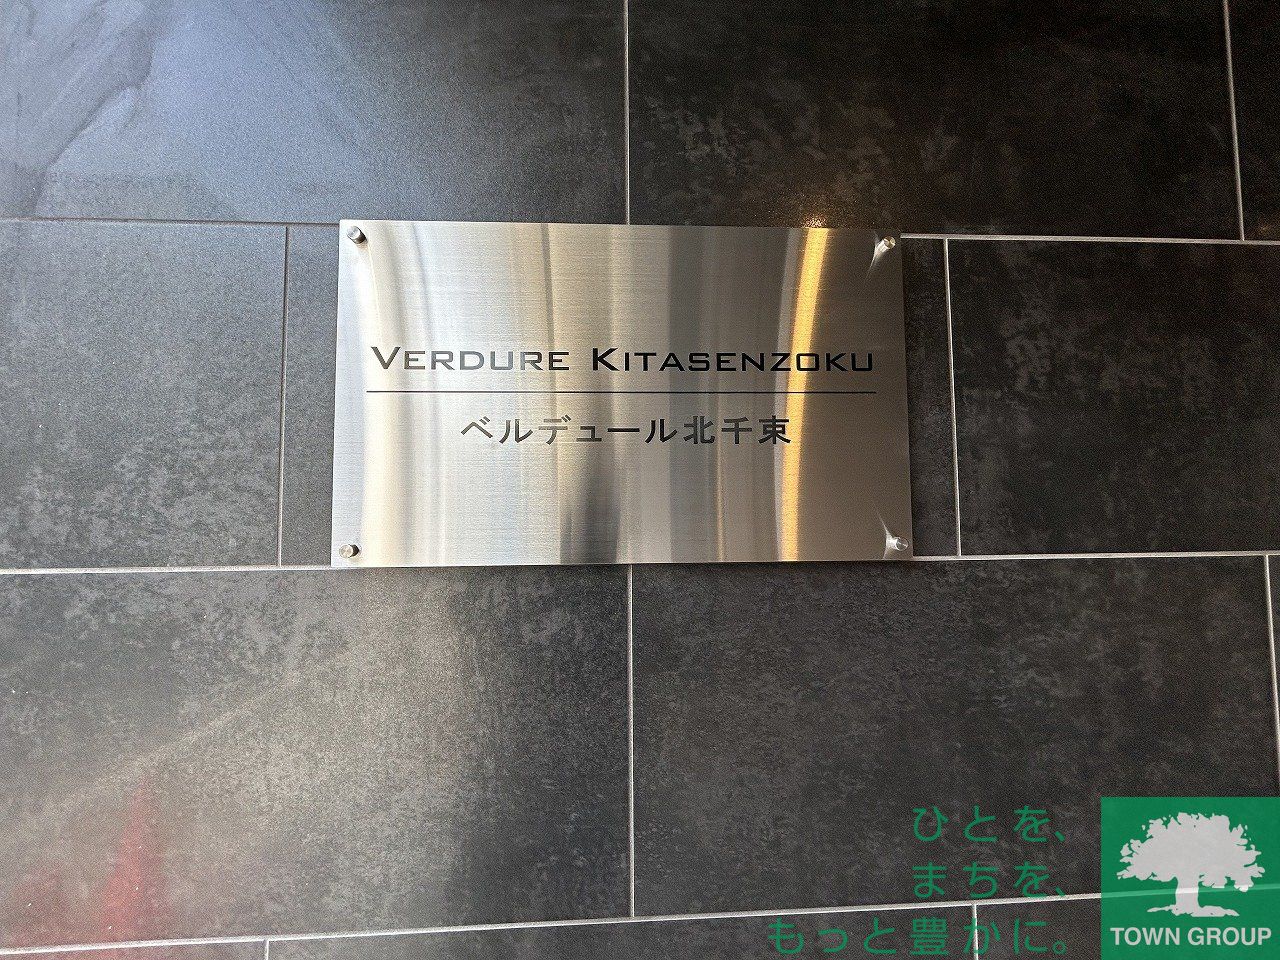 VERDURE KITASENZOKU
ベルデュール北千束
ひとを、
まちを、
もっと豊かに。
TOWN GROUP